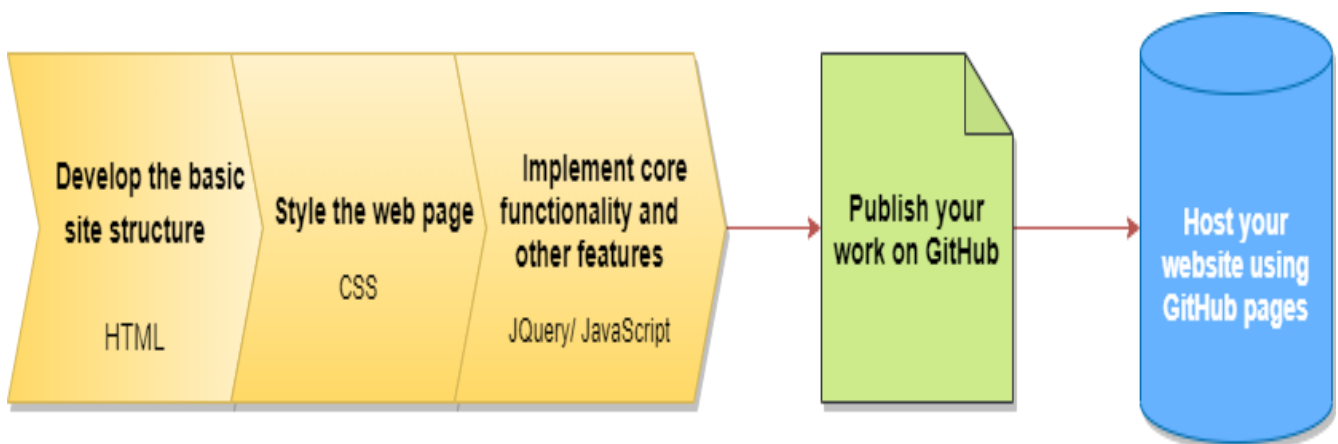 Develop the basic
site structure
HTML
Style the web page
CSS
Implement core
functionality and
other features
JQuery/ JavaScript
Publish your
work on GitHub
Host your
website using
GitHub pages